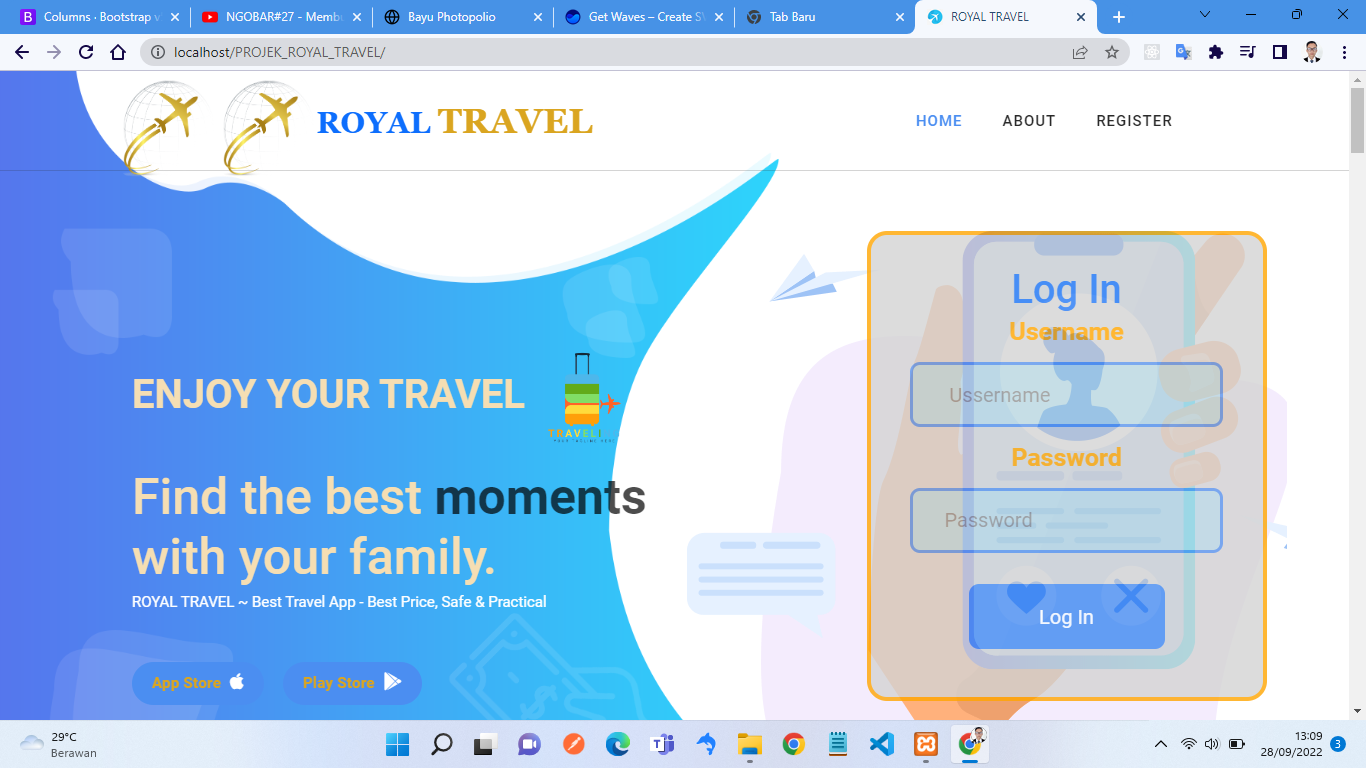 Columns · Bootstrap v
NGOBAR#27 - Memb
Bayu Photopolio
Get Waves – Create S
Tab Baru
ROYAL TRAVEL
localhost/PROJEK_ROYAL_TRAVEL/
ROYAL TRAVEL
HOME
ABOUT
REGISTER
ENJOY YOUR TRAVEL
Find the best moments
with your family.
ROYAL TRAVEL ~ Best Travel App - Best Price, Safe & Practical
App Store
Play Store
Log In
Username
Ussername
Password
Password
Log In
29°C
Berawan
13:09
28/09/2022
3